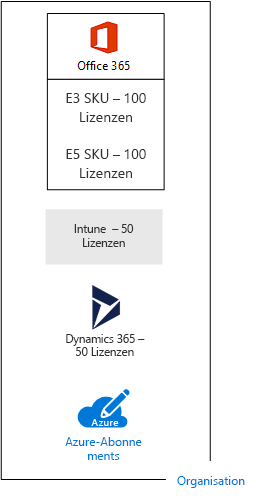 Office 365
E3 SKU – 100
Lizenzen
E5 SKU – 100
Lizenzen
Intune – 50
Lizenzen
Dynamics 365 –
50 Lizenzen
Azure
Azure-Abonne
ments
Organisation